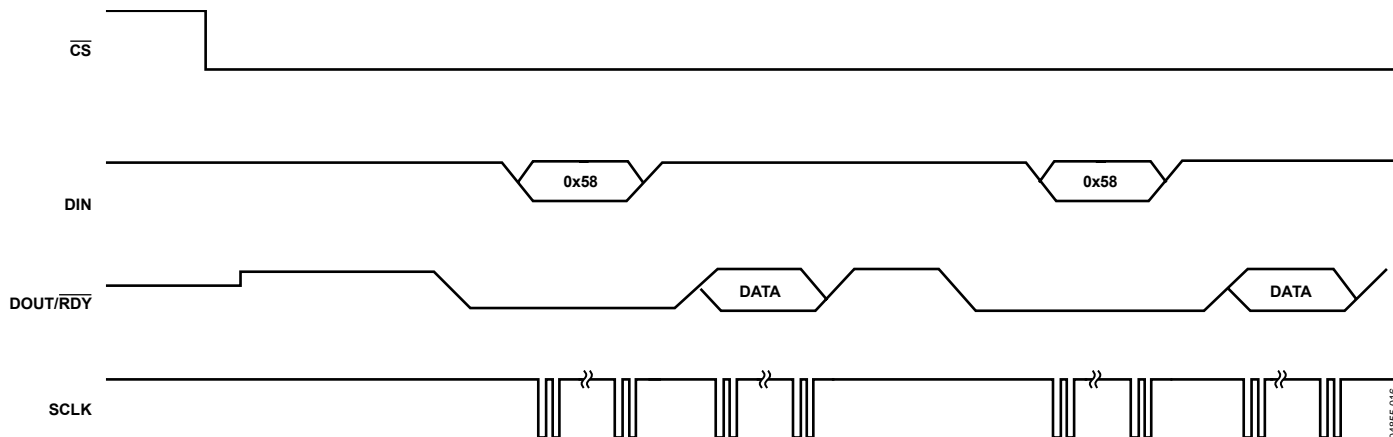 CS
DIN
0x58
0x58
DOUT/RDY
DATA
DATA
SCLK